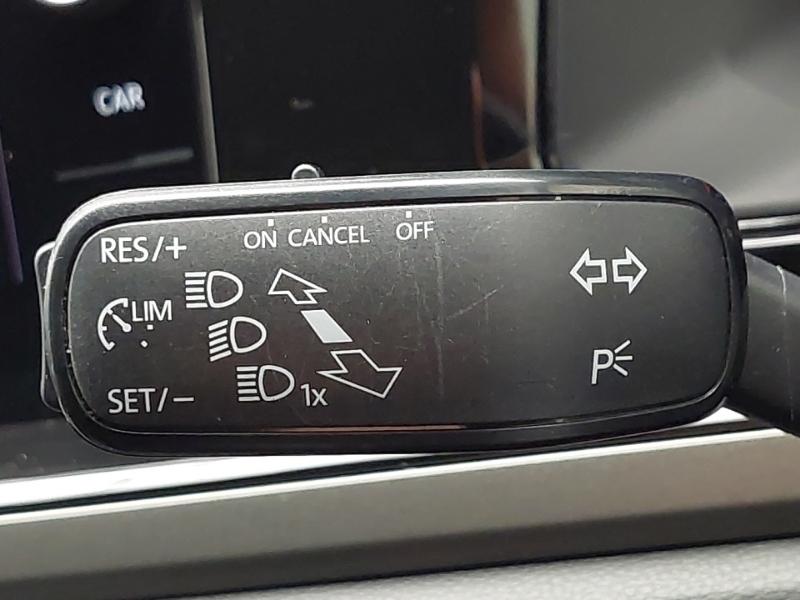 CAR
ON CANCEL OFF
RES/+
LIM
SET/−
1x
P